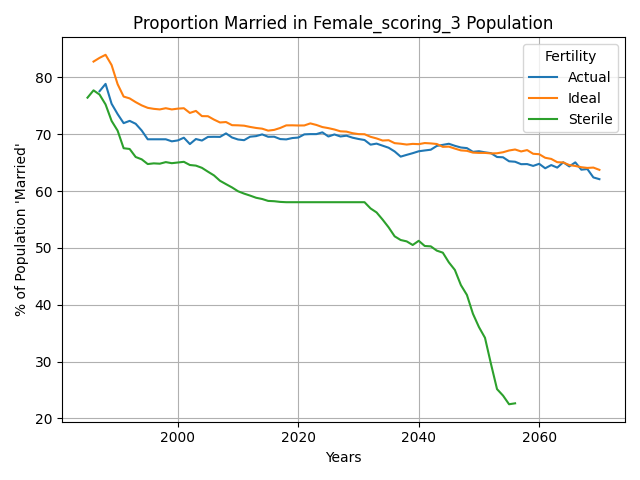 Proportion Married in Female_scoring_3 Population
% of Population 'Married'
80
70
60
50
40
30
20
Fertility
Actual
Ideal
Sterile
2000
2020
2040
2060
Years